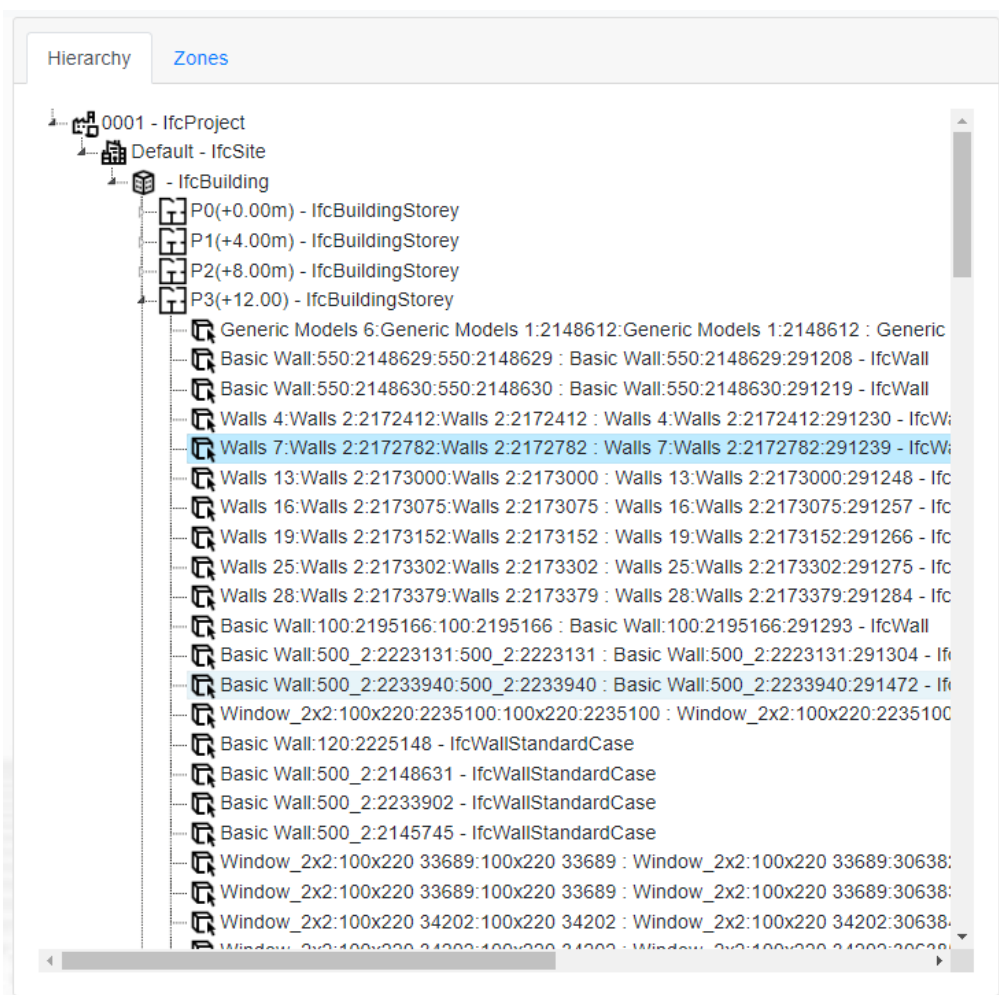 Hierarchy
Zones
0001 - IfcProject
Default - IfcSite
- IfcBuilding
P0(+0.00m) - IfcBuildingStorey
P1(+4.00m) - IfcBuildingStorey
P2(+8.00m) - IfcBuildingStorey
P3(+12.00) - IfcBuildingStorey
Generic Models 6:Generic Models 1:2148612:Generic Models 1:2148612 : Generic
Basic Wall:550:2148629:550:2148629 : Basic Wall:550:2148629:291208 - IfcWall
Basic Wall:550:2148630:550:2148630 : Basic Wall:550:2148630:291219 - IfcWall
Walls 4:Walls 2:2172412:Walls 2:2172412 : Walls 4:Walls 2:2172412:291230 - IfcWa
Walls 7:Walls 2:2172782:Walls 2:2172782 : Walls 7:Walls 2:2172782:291239 - IfcWa
Walls 13:Walls 2:2173000:Walls 2:2173000 : Walls 13:Walls 2:2173000:291248 - Ifc
Walls 16:Walls 2:2173075:Walls 2:2173075 : Walls 16:Walls 2:2173075:291257 - Ifc
Walls 19:Walls 2:2173152:Walls 2:2173152 : Walls 19:Walls 2:2173152:291266 - Ifc
Walls 25:Walls 2:2173302:Walls 2:2173302 : Walls 25:Walls 2:2173302:291275 - Ifc
Walls 28:Walls 2:2173379:Walls 2:2173379 : Walls 28:Walls 2:2173379:291284 - Ifc
Basic Wall:100:2195166:100:2195166 : Basic Wall:100:2195166:291293 - IfcWall
Basic Wall:500_2:2223131:500_2:2223131 : Basic Wall:500_2:2223131:291304 - If
Basic Wall:500_2:2233940:500_2:2233940 : Basic Wall:500_2:2233940:291472 - If
Window_2x2:100x220:2235100:100x220:2235100 : Window_2x2:100x220:2235100
Basic Wall:120:2225148 - IfcWallStandardCase
Basic Wall:500_2:2148631 - IfcWallStandardCase
Basic Wall:500_2:2233902 - IfcWallStandardCase
Basic Wall:500_2:2145745 - IfcWallStandardCase
Window_2x2:100x220 33689:100x220 33689 : Window_2x2:100x220 33689:306382
Window_2x2:100x220 33689:100x220 33689 : Window_2x2:100x220 33689:306383
Window_2x2:100x220 34202:100x220 34202 : Window_2x2:100x220 34202:306384